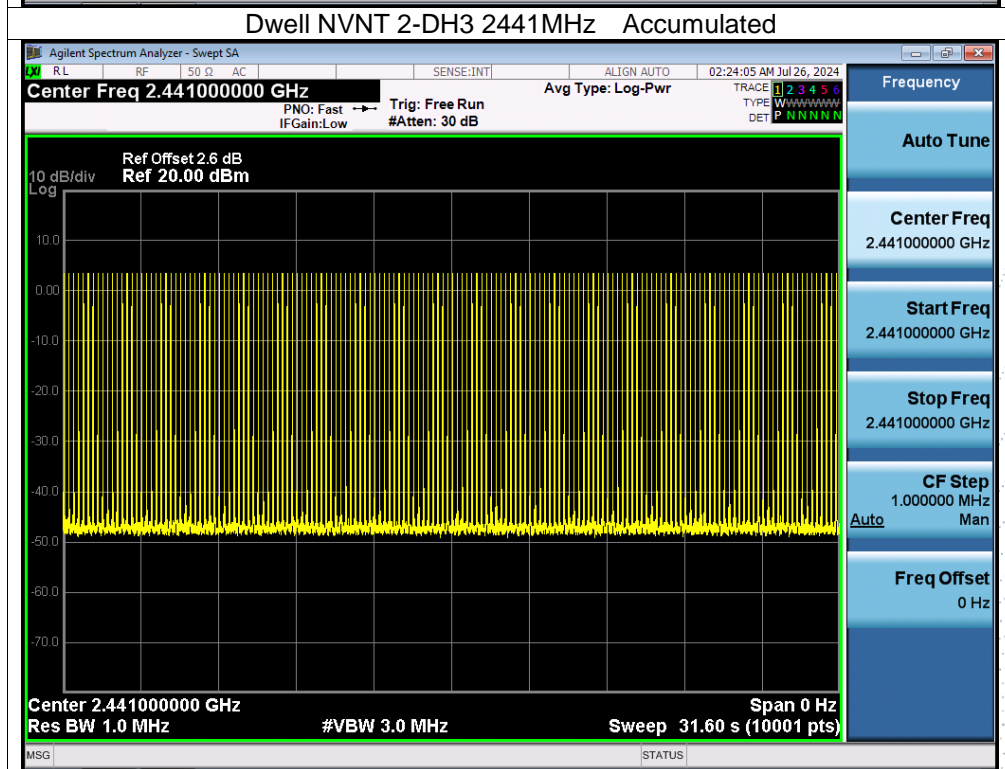 Dwell NVNT 2-DH3 2441MHz Accumulated
Agilent Spectrum Analyzer - Swept SA
LXI RL RF 50 Ω AC SENSE:INT ALIGN AUTO 02:24:05 AM Jul 26, 2024
Center Freq 2.441000000 GHz
PNO: Fast
IFGain:Low
Trig: Free Run
#Atten: 30 dB
Avg Type: Log-Pwr
TRACE 1 2 3 4 5 6
TYPE WWWWWWW
DET P N N N N N
Frequency
Ref Offset 2.6 dB
10 dB/div Ref 20.00 dBm
Log
10.0
0.00
-10.0
-20.0
-30.0
-40.0
-50.0
-60.0
-70.0
Center 2.441000000 GHz Span 0 Hz
Res BW 1.0 MHz #VBW 3.0 MHz Sweep 31.60 s (10001 pts)
Auto Tune
Center Freq
2.441000000 GHz
Start Freq
2.441000000 GHz
Stop Freq
2.441000000 GHz
CF Step
1.000000 MHz
Auto Man
Freq Offset
0 Hz
MSG STATUS